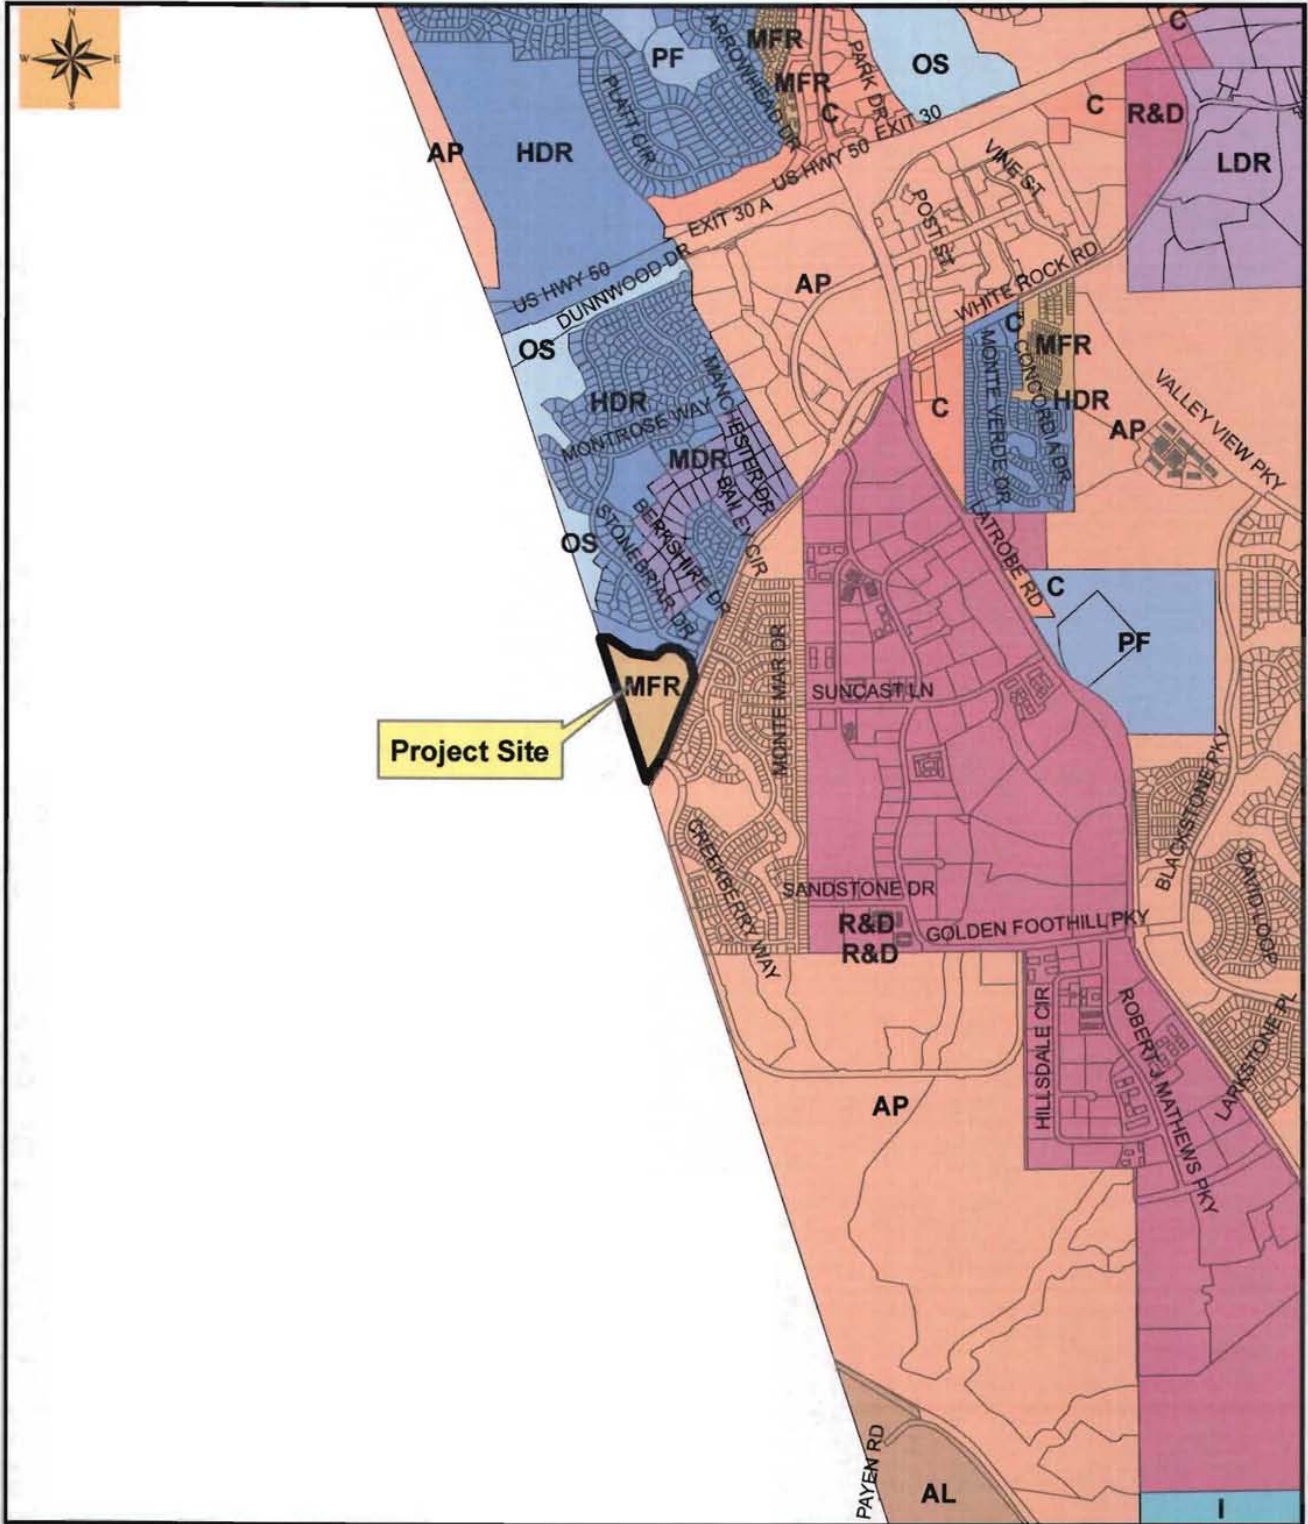 N
W
E
S
C
MFR
PF
ARROWHEAD DR
PARK DR
OS
PLATT CIR
MFR
C
C
R&D
EXIT 30
AP
HDR
US HWY 50
VINE ST
LDR
EXIT 30 A
POST ST
DUNNWOOD DR
US HWY 50
AP
WHITE ROCK RD
OS
C
MFR
MANCHESTER DR
MONTE VERDE DR
CONCORDIA DR
HDR
HDR
VALLEY VIEW PKY
C
MONTROSE WAY
AP
MDR
BAILEY CIR
STONEBRIAR DR
BERKSHIRE DR
OS
LATROBE RD
C
PF
MONTE MAR DR
MFR
SUNCAST LN
Project Site
BLACKSTONE PKY
CREEKBERRY WAY
DAVID LOOP
SANDSTONE DR
R&D
GOLDEN FOOTHILL PKY
R&D
HILLSDALE CIR
ROBERT J MATHEWS PKY
LARKSTONE PL
AP
PAYEN RD
AL
I